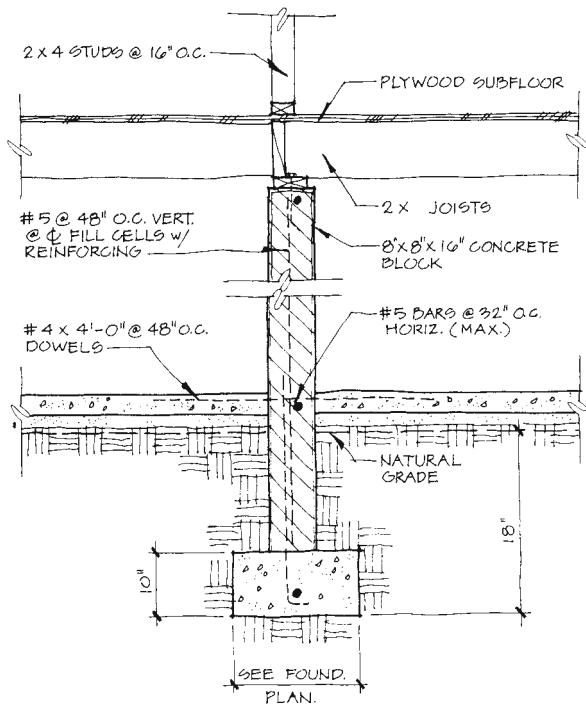 2 X 4 STUDS @ 16" O.C.
PLYWOOD SUBFLOOR
2 X JOISTS
#5 @ 48" O.C. VERT.
@ ℄ FILL CELLS W/
REINFORCING
8"x8"x16" CONCRETE
BLOCK
#4 x 4'-0" @ 48" O.C.
DOWELS
#5 BARS @ 32" O.C.
HORIZ. (MAX.)
NATURAL
GRADE
18"
10"
SEE FOUND.
PLAN.